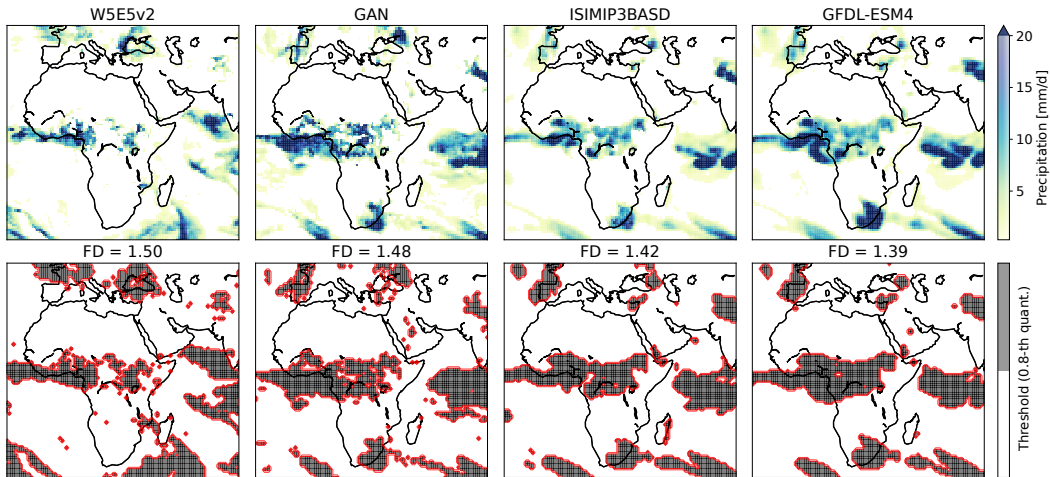 W5E5v2
GAN
ISIMIP3BASD
GFDL-ESM4
20
15
10
5
Precipitation [mm/d]
FD = 1.50
FD = 1.48
FD = 1.42
FD = 1.39
Threshold (0.8-th quant.)